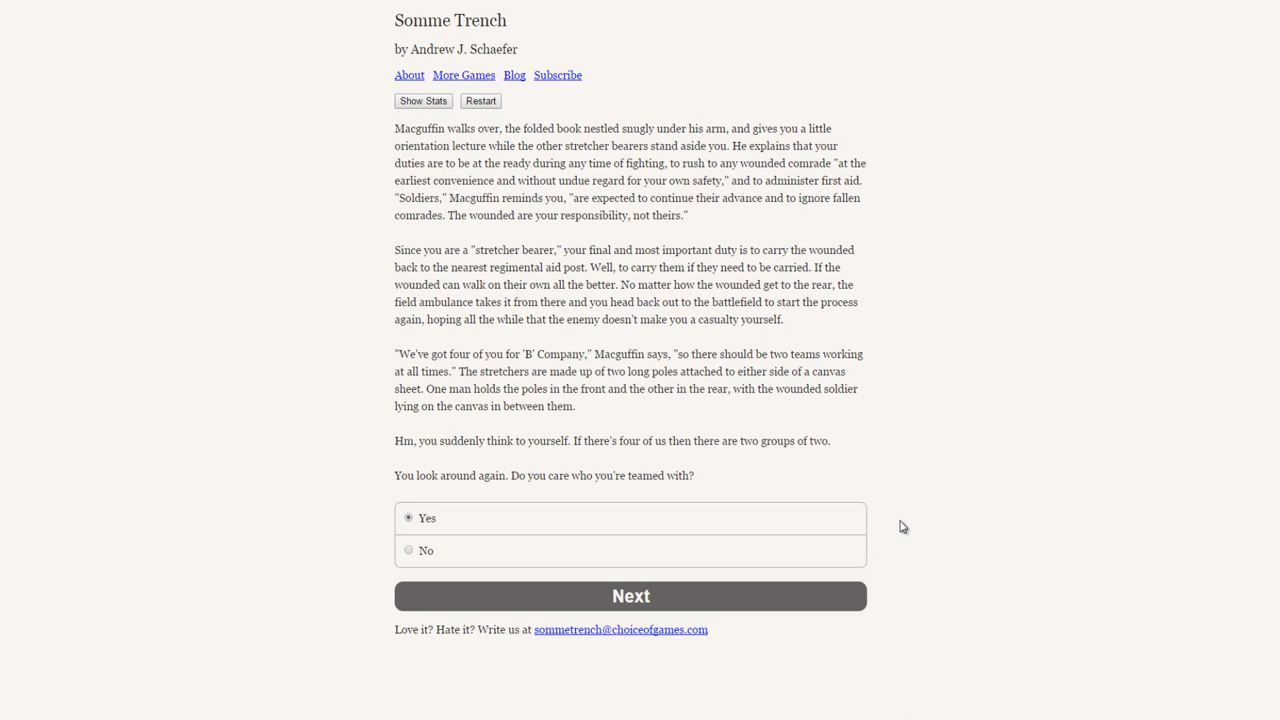 Somme Trench
by Andrew J. Schaefer
About More Games Blog Subscribe
Show Stats Restart
Macguffin walks over, the folded book nestled snugly under his arm, and gives you a little
orientation lecture while the other stretcher bearers stand aside you. He explains that your
duties are to be at the ready during any time of fighting, to rush to any wounded comrade "at the
earliest convenience and without undue regard for your own safety," and to administer first aid.
"Soldiers," Macguffin reminds you, "are expected to continue their advance and to ignore fallen
comrades. The wounded are your responsibility, not theirs."
Since you are a "stretcher bearer," your final and most important duty is to carry the wounded
back to the nearest regimental aid post. Well, to carry them if they need to be carried. If the
wounded can walk on their own all the better. No matter how the wounded get to the rear, the
field ambulance takes it from there and you head back out to the battlefield to start the process
again, hoping all the while that the enemy doesn't make you a casualty yourself.
"We've got four of you for 'B' Company," Macguffin says, "so there should be two teams working
at all times." The stretchers are made up of two long poles attached to either side of a canvas
sheet. One man holds the poles in the front and the other in the rear, with the wounded soldier
lying on the canvas in between them.
Hm, you suddenly think to yourself. If there's four of us then there are two groups of two.
You look around again. Do you care who you're teamed with?
Yes
No
Next
Love it? Hate it? Write us at sommetrench@choiceofgames.com